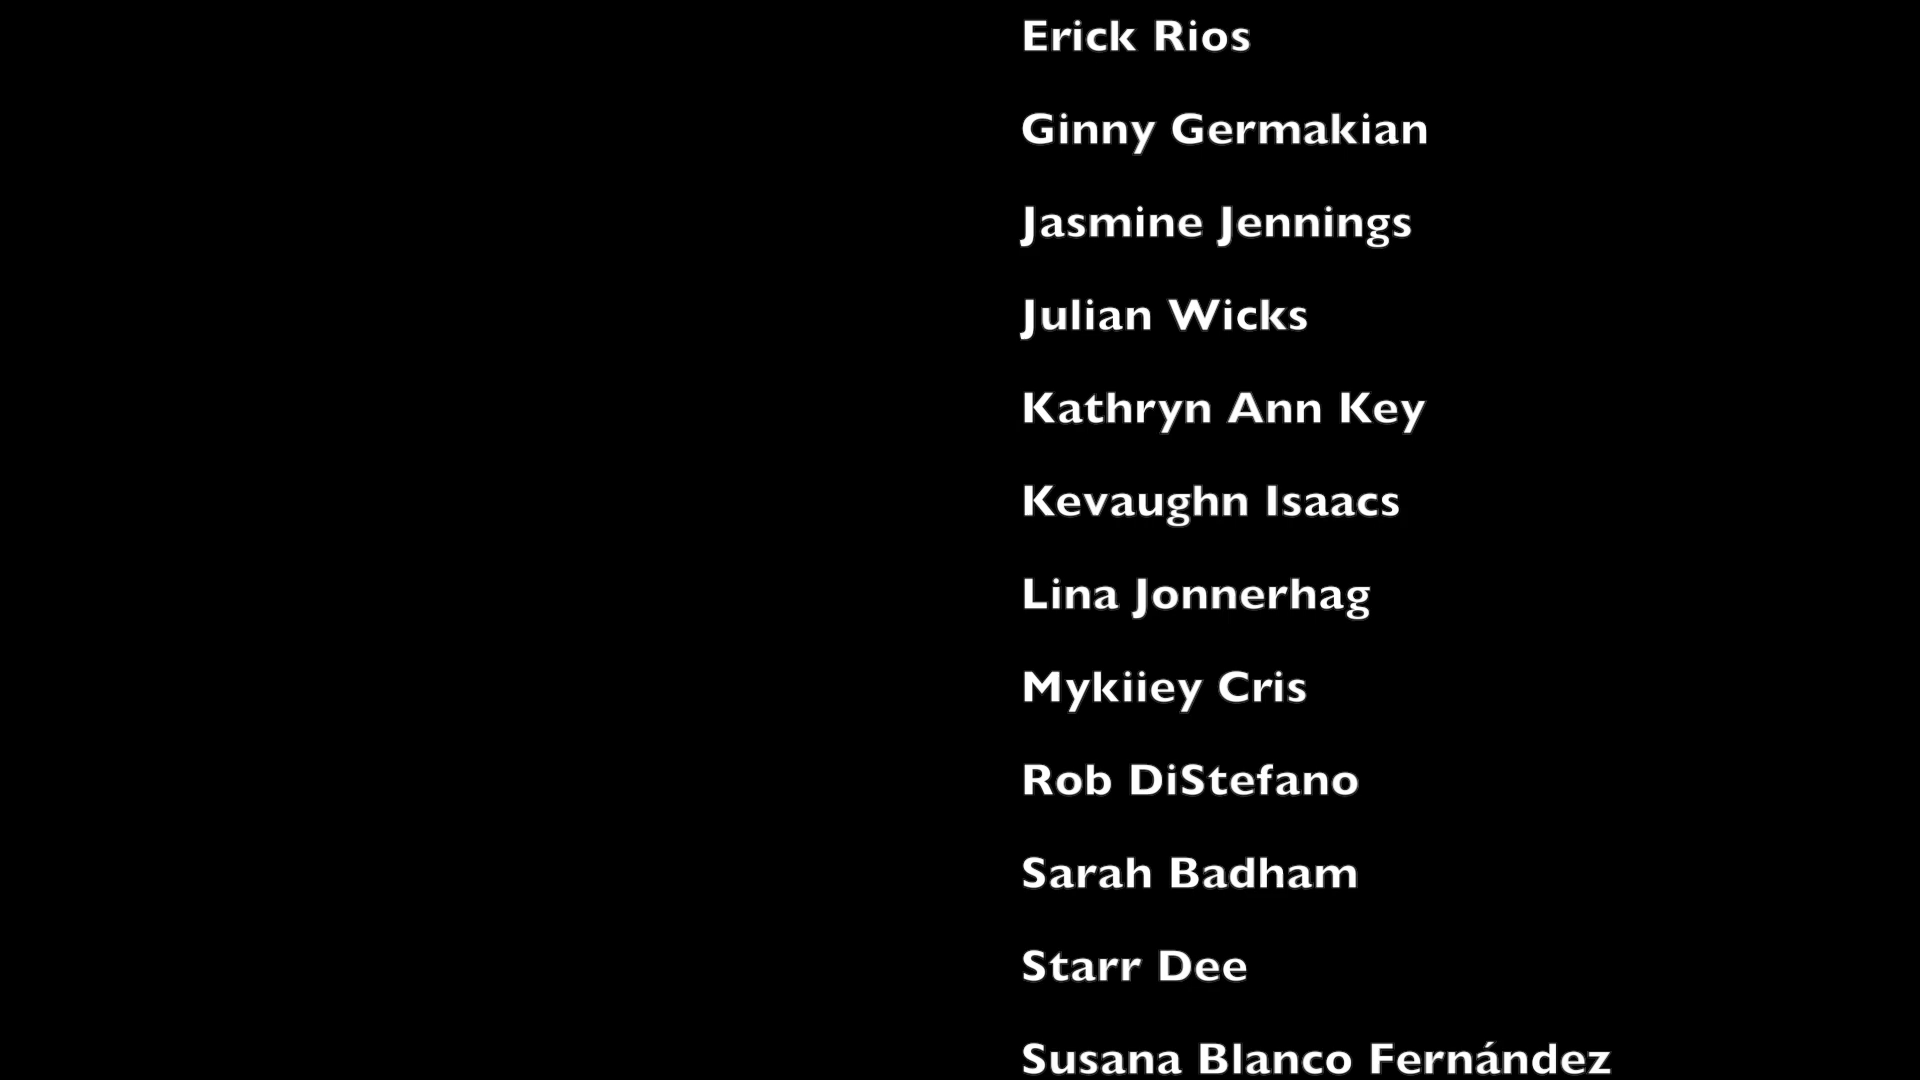 Erick Rios
Ginny Germakian
Jasmine Jennings
Julian Wicks
Kathryn Ann Key
Kevaughn Isaacs
Lina Jonnerhag
Mykiiey Cris
Rob DiStefano
Sarah Badham
Starr Dee
Susana Blanco Fernández